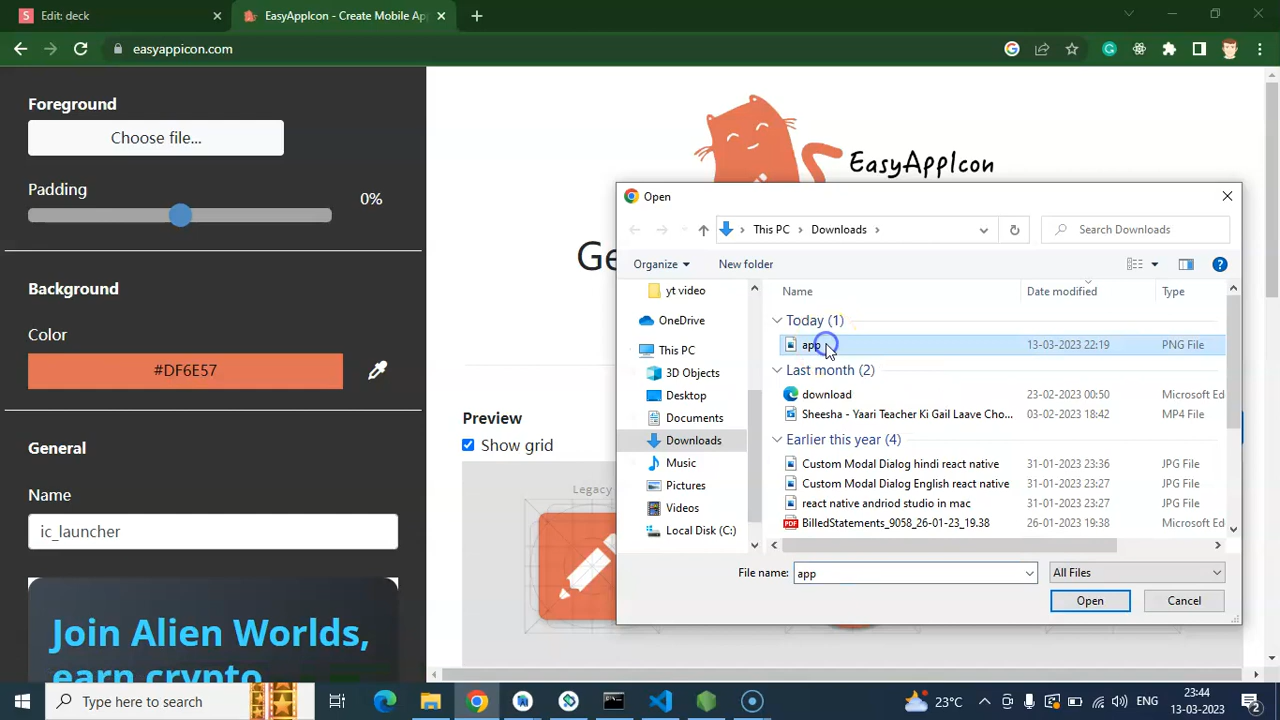 Edit: deck
EasyAppIcon - Create Mobile App
easyappicon.com
Foreground
Choose file...
Padding
0%
Background
Color
#DF6E57
General
Name
ic_launcher
Join Alien Worlds,
earn crypto
EasyAppIcon
Ge
Preview
Show grid
Legacy
Open
This PC
Downloads
Search Downloads
Organize
New folder
yt video
OneDrive
This PC
3D Objects
Desktop
Documents
Downloads
Music
Pictures
Videos
Local Disk (C:)
Name
Date modified
Type
Today (1)
app
13-03-2023 22:19
PNG File
Last month (2)
download
23-02-2023 00:50
Microsoft Ed
Sheesha - Yaari Teacher Ki Gail Laave Cho...
03-02-2023 18:42
MP4 File
Earlier this year (4)
Custom Modal Dialog hindi react native
31-01-2023 23:36
JPG File
Custom Modal Dialog English react native
31-01-2023 23:27
JPG File
react native andriod studio in mac
31-01-2023 23:27
JPG File
BilledStatements_9058_26-01-23_19.38
26-01-2023 19:38
Microsoft Ed
File name:
app
All Files
Open
Cancel
Type here to search
23°C
ENG
23:44
13-03-2023
2